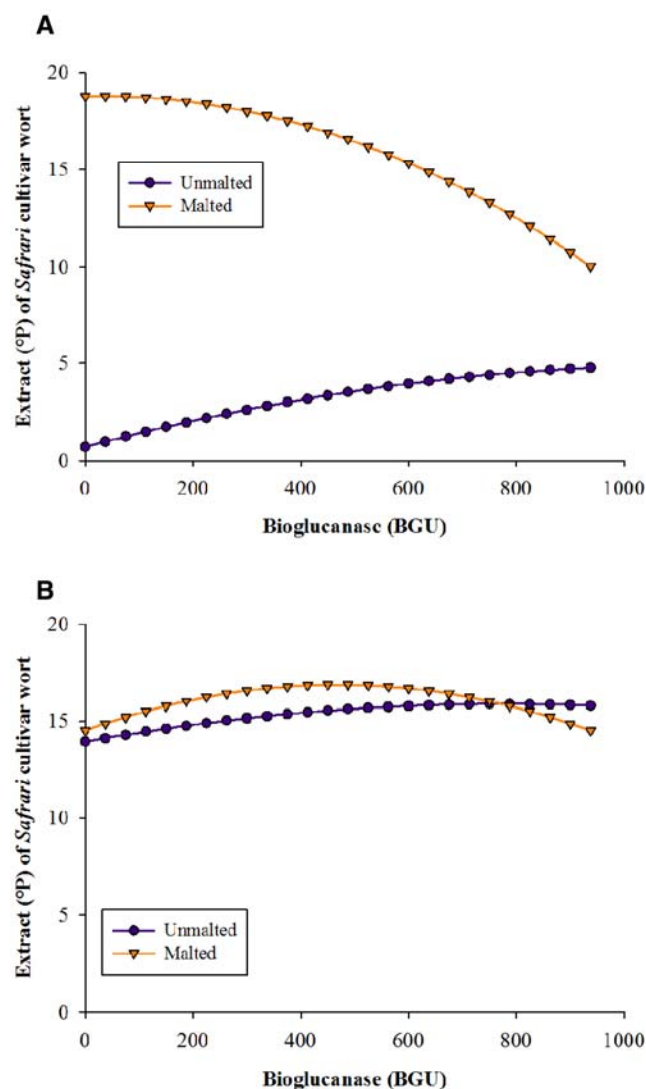 A
20
15
10
5
0
Extract (°P) of Safrari cultivar wort
Unmalted
Malted
0 200 400 600 800 1000
Bioglucanasc (BGU)
B
20
15
10
5
0
Extract (°P) of Safrari cultivar wort
Unmalted
Malted
0 200 400 600 800 1000
Bioglucanase (BGU)